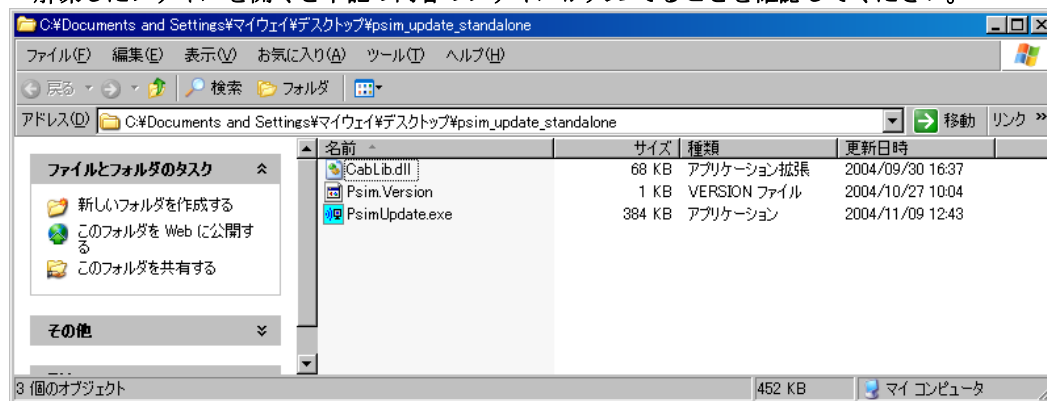 C:¥Documents and Settings¥マイウェイ¥デスクトップ¥psim_update_standalone
ファイル(F) 編集(E) 表示(V) お気に入り(A) ツール(T) ヘルプ(H)
戻る 検索 フォルダ
アドレス(D) C:¥Documents and Settings¥マイウェイ¥デスクトップ¥psim_update_standalone 移動 リンク »
名前 サイズ 種類 更新日時
ファイルとフォルダのタスク
CabLib.dll 68 KB アプリケーション拡張 2004/09/30 16:37
Psim.Version 1 KB VERSION ファイル 2004/10/27 10:04
PsimUpdate.exe 384 KB アプリケーション 2004/11/09 12:43
新しいフォルダを作成する
このフォルダを Web に公開す
る
このフォルダを共有する
その他
3 個のオブジェクト 452 KB マイ コンピュータ